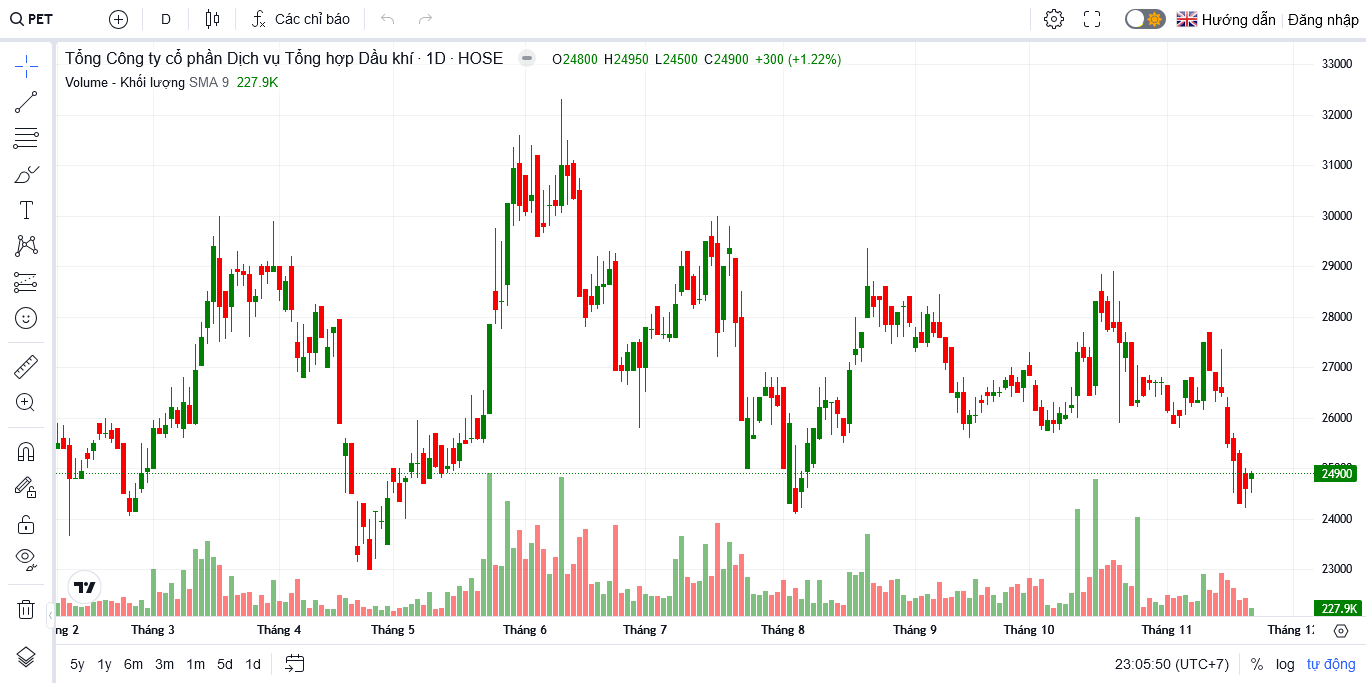 PET D Các chỉ báo Hướng dẫn Đăng nhập
Tổng Công ty cổ phần Dịch vụ Tổng hợp Dầu khí · 1D · HOSE O24800 H24950 L24500 C24900 +300 (+1.22%)
Volume - Khối lượng SMA 9 227.9K
33000
32000
31000
30000
29000
28000
27000
26000
24900
24000
23000
227.9K
ng 2 Tháng 3 Tháng 4 Tháng 5 Tháng 6 Tháng 7 Tháng 8 Tháng 9 Tháng 10 Tháng 11 Tháng 12
5y 1y 6m 3m 1m 5d 1d 23:05:50 (UTC+7) % log tự động